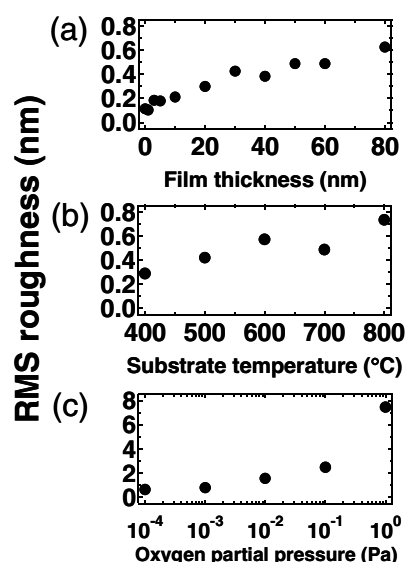 RMS roughness (nm)
(a)
0.8
0.6
0.4
0.2
0.0
0 20 40 60 80
Film thickness (nm)
(b)
0.8
0.6
0.4
0.2
0.0
400 500 600 700 800
Substrate temperature (°C)
(c)
8
6
4
2
0
10⁻⁴ 10⁻³ 10⁻² 10⁻¹ 10⁰
Oxygen partial pressure (Pa)